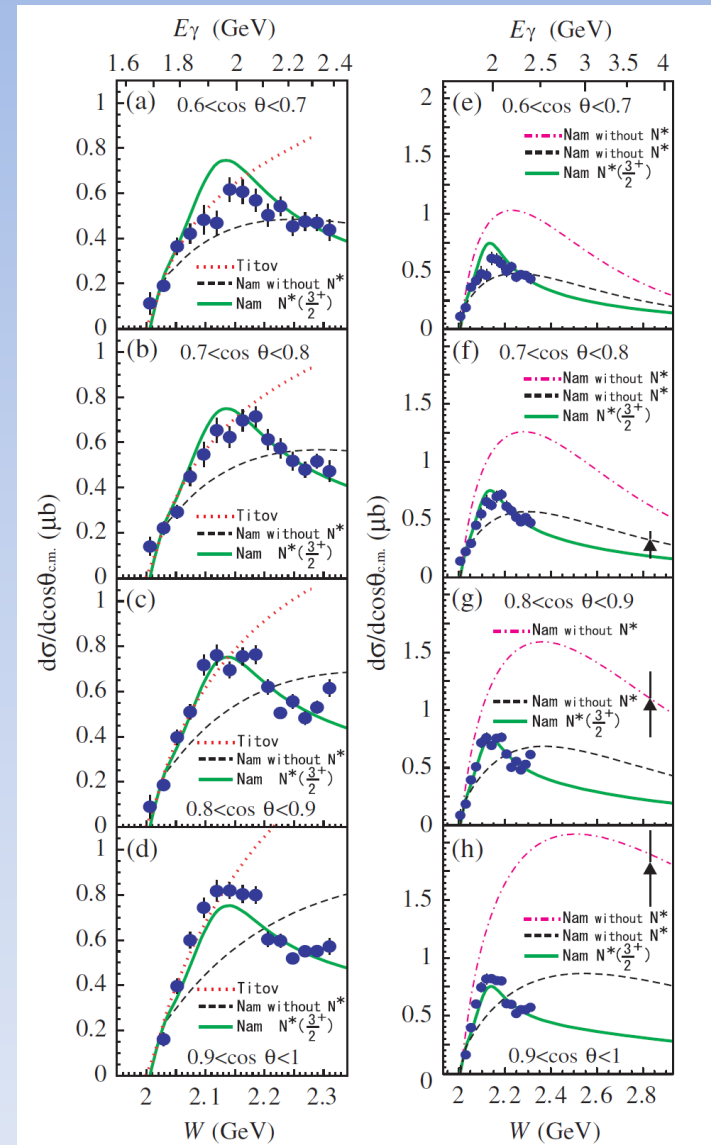 Eγ (GeV)
1.6 1.8 2 2.2 2.4
(a) 0.6<cos θ<0.7
0.8
0.6
0.4
0.2
0
Titov
Nam without N*
Nam N*(3/2+)
(b) 0.7<cos θ<0.8
0.8
0.6
0.4
0.2
0
Titov
Nam without N*
Nam N*(3/2+)
dσ/dcosθc.m. (μb)
(c)
0.8
0.6
0.4
0.2
0
Titov
Nam without N*
Nam N*(3/2+)
0.8<cos θ<0.9
(d)
0.8
0.6
0.4
0.2
0
Titov
Nam without N*
Nam N*(3/2+)
0.9<cos θ<1
2 2.1 2.2 2.3
W (GeV)
Eγ (GeV)
2 2.5 3 3.5 4
(e) 0.6<cos θ<0.7
2
1.5
1
0.5
0
Nam without N*
Nam without N*
Nam N*(3/2+)
(f) 0.7<cos θ<0.8
1.5
1
0.5
0
Nam without N*
Nam without N*
Nam N*(3/2+)
dσ/dcosθc.m. (μb)
(g) 0.8<cos θ<0.9
1.5
1
0.5
0
Nam without N*
Nam without N*
Nam N*(3/2+)
(h)
1.5
1
0.5
0
Nam without N*
Nam without N*
Nam N*(3/2+)
0.9<cos θ<1
2 2.2 2.4 2.6 2.8
W (GeV)